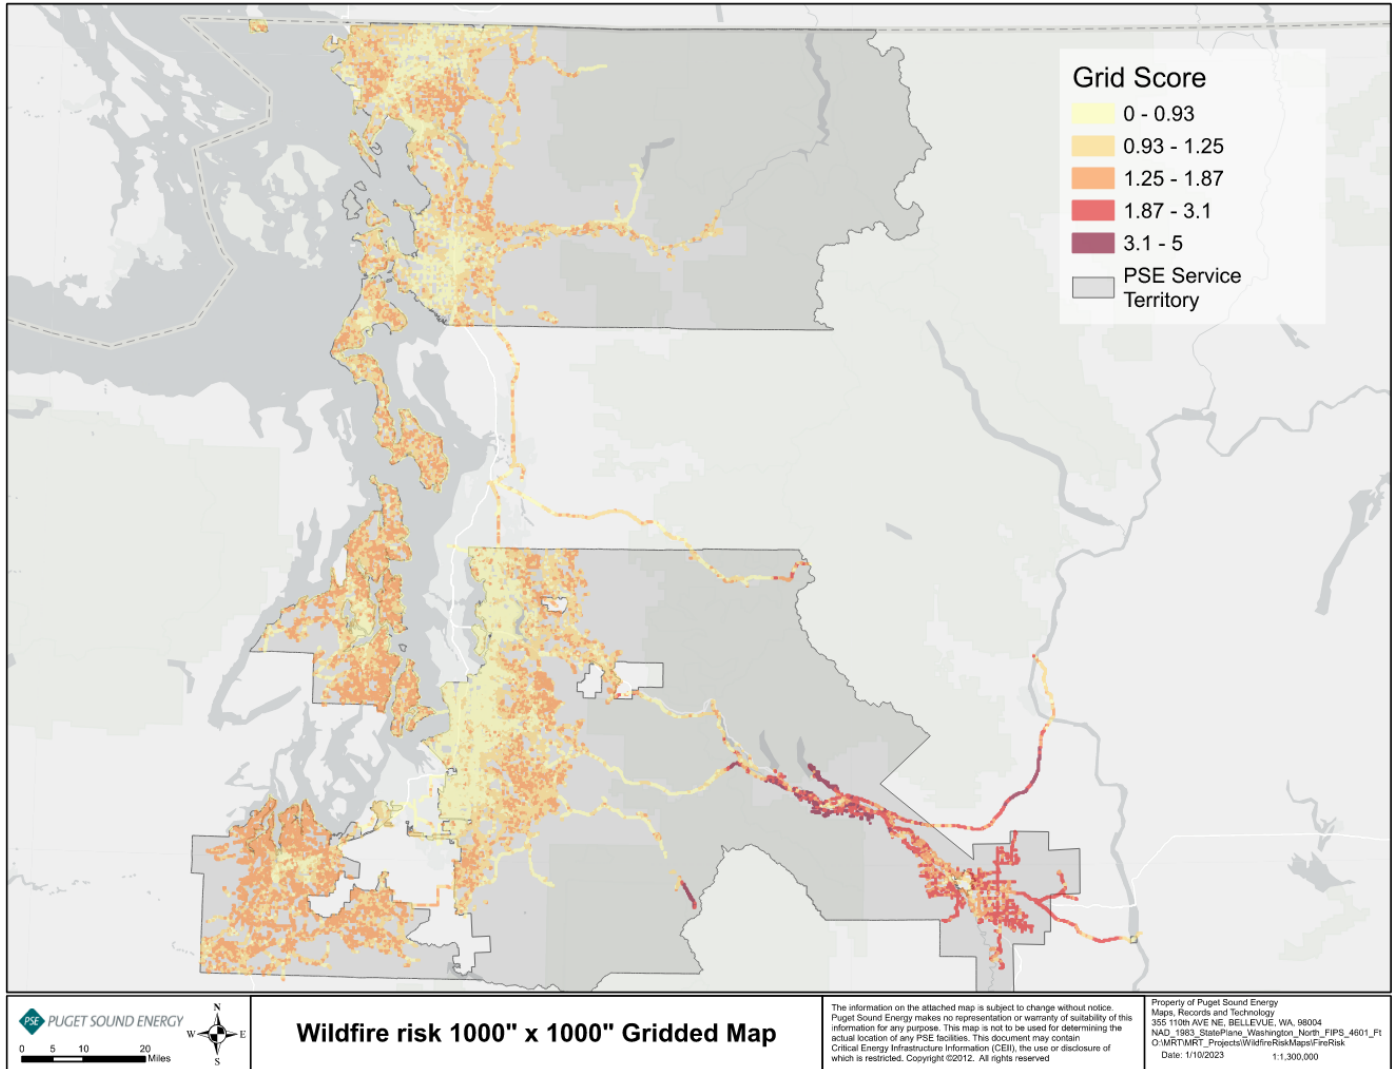 Grid Score
0 - 0.93
0.93 - 1.25
1.25 - 1.87
1.87 - 3.1
3.1 - 5
PSE Service
Territory
PSE PUGET SOUND ENERGY
N
W E
S
0 5 10 20
Miles
Wildfire risk 1000" x 1000" Gridded Map
The information on the attached map is subject to change without notice.
Puget Sound Energy makes no representation or warranty of suitability of this
information for any purpose. This map is not to be used for determining the
actual location of any PSE facilities. This document may contain
Critical Energy Infrastructure Information (CEII), the use or disclosure of
which is restricted. Copyright ©2012. All rights reserved
Property of Puget Sound Energy
Maps, Records and Technology
355 110th AVE NE, BELLEVUE, WA, 98004
NAD_1983_StatePlane_Washington_North_FIPS_4601_Ft
O:\MRT\MRT_Projects\WildfireRiskMaps\FireRisk
Date: 1/10/2023 1:1,300,000